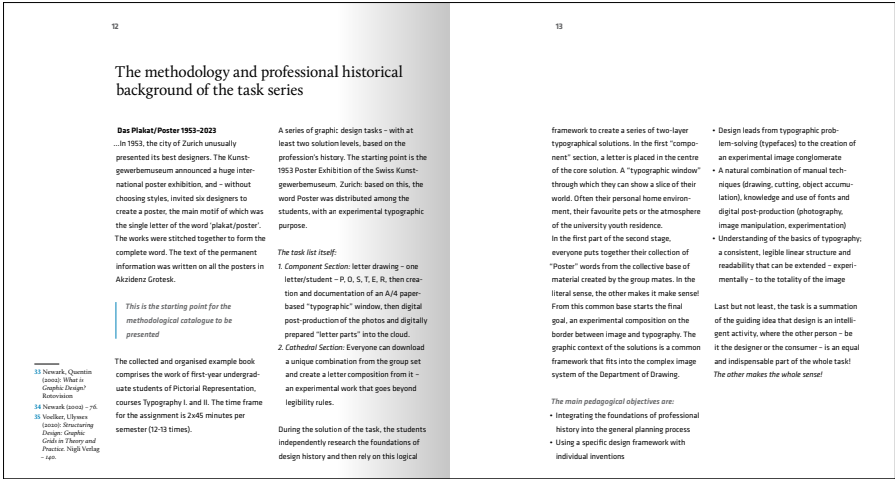 12
The methodology and professional historical
background of the task series
Das Plakat/Poster 1953–2023
...In 1953, the city of Zurich unusually
presented its best designers. The Kunst-
gewerbemuseum announced a huge inter-
national poster exhibition, and – without
choosing styles, invited six designers to
create a poster, the main motif of which was
the single letter of the word 'plakat/poster'.
The works were stitched together to form the
complete word. The text of the permanent
information was written on all the posters in
Akzidenz Grotesk.
This is the starting point for the
methodological catalogue to be
presented
The collected and organised example book
comprises the work of first-year undergrad-
uate students of Pictorial Representation,
courses Typography I. and II. The time frame
for the assignment is 2x45 minutes per
semester (12-13 times).
33 Newark, Quentin
(2002): What is
Graphic Design?
Rotovision
34 Newark (2002) – 76.
35 Voelker, Ulysses
(2020): Structuring
Design: Graphic
Grids in Theory and
Practice. Nigli Verlag
– 140.
A series of graphic design tasks – with at
least two solution levels, based on the
profession's history. The starting point is the
1953 Poster Exhibition of the Swiss Kunst-
gewerbemuseum. Zurich: based on this, the
word Poster was distributed among the
students, with an experimental typographic
purpose.
The task list itself:
1. Component Section: letter drawing – one
letter/student – P, O, S, T, E, R, then crea-
tion and documentation of an A/4 paper-
based "typographic" window, then digital
post-production of the photos and digitally
prepared "letter parts" into the cloud.
2. Cathedral Section: Everyone can download
a unique combination from the group set
and create a letter composition from it –
an experimental work that goes beyond
legibility rules.
During the solution of the task, the students
independently research the foundations of
design history and then rely on this logical
13
framework to create a series of two-layer
typographical solutions. In the first "compo-
nent" section, a letter is placed in the centre
of the core solution. A "typographic window"
through which they can show a slice of their
world. Often their personal home environ-
ment, their favourite pets or the atmosphere
of the university youth residence.
In the first part of the second stage,
everyone puts together their collection of
"Poster" words from the collective base of
material created by the group mates. In the
literal sense, the other makes it make sense!
From this common base starts the final
goal, an experimental composition on the
border between image and typography. The
graphic context of the solutions is a common
framework that fits into the complex image
system of the Department of Drawing.
The main pedagogical objectives are:
• Integrating the foundations of professional
history into the general planning process
• Using a specific design framework with
individual inventions
• Design leads from typographic prob-
lem-solving (typefaces) to the creation of
an experimental image conglomerate
• A natural combination of manual tech-
niques (drawing, cutting, object accumu-
lation), knowledge and use of fonts and
digital post-production (photography,
image manipulation, experimentation)
• Understanding of the basics of typography;
a consistent, legible linear structure and
readability that can be extended – experi-
mentally – to the totality of the image
Last but not least, the task is a summation
of the guiding idea that design is an intelli-
gent activity, where the other person – be
it the designer or the consumer – is an equal
and indispensable part of the whole task!
The other makes the whole sense!